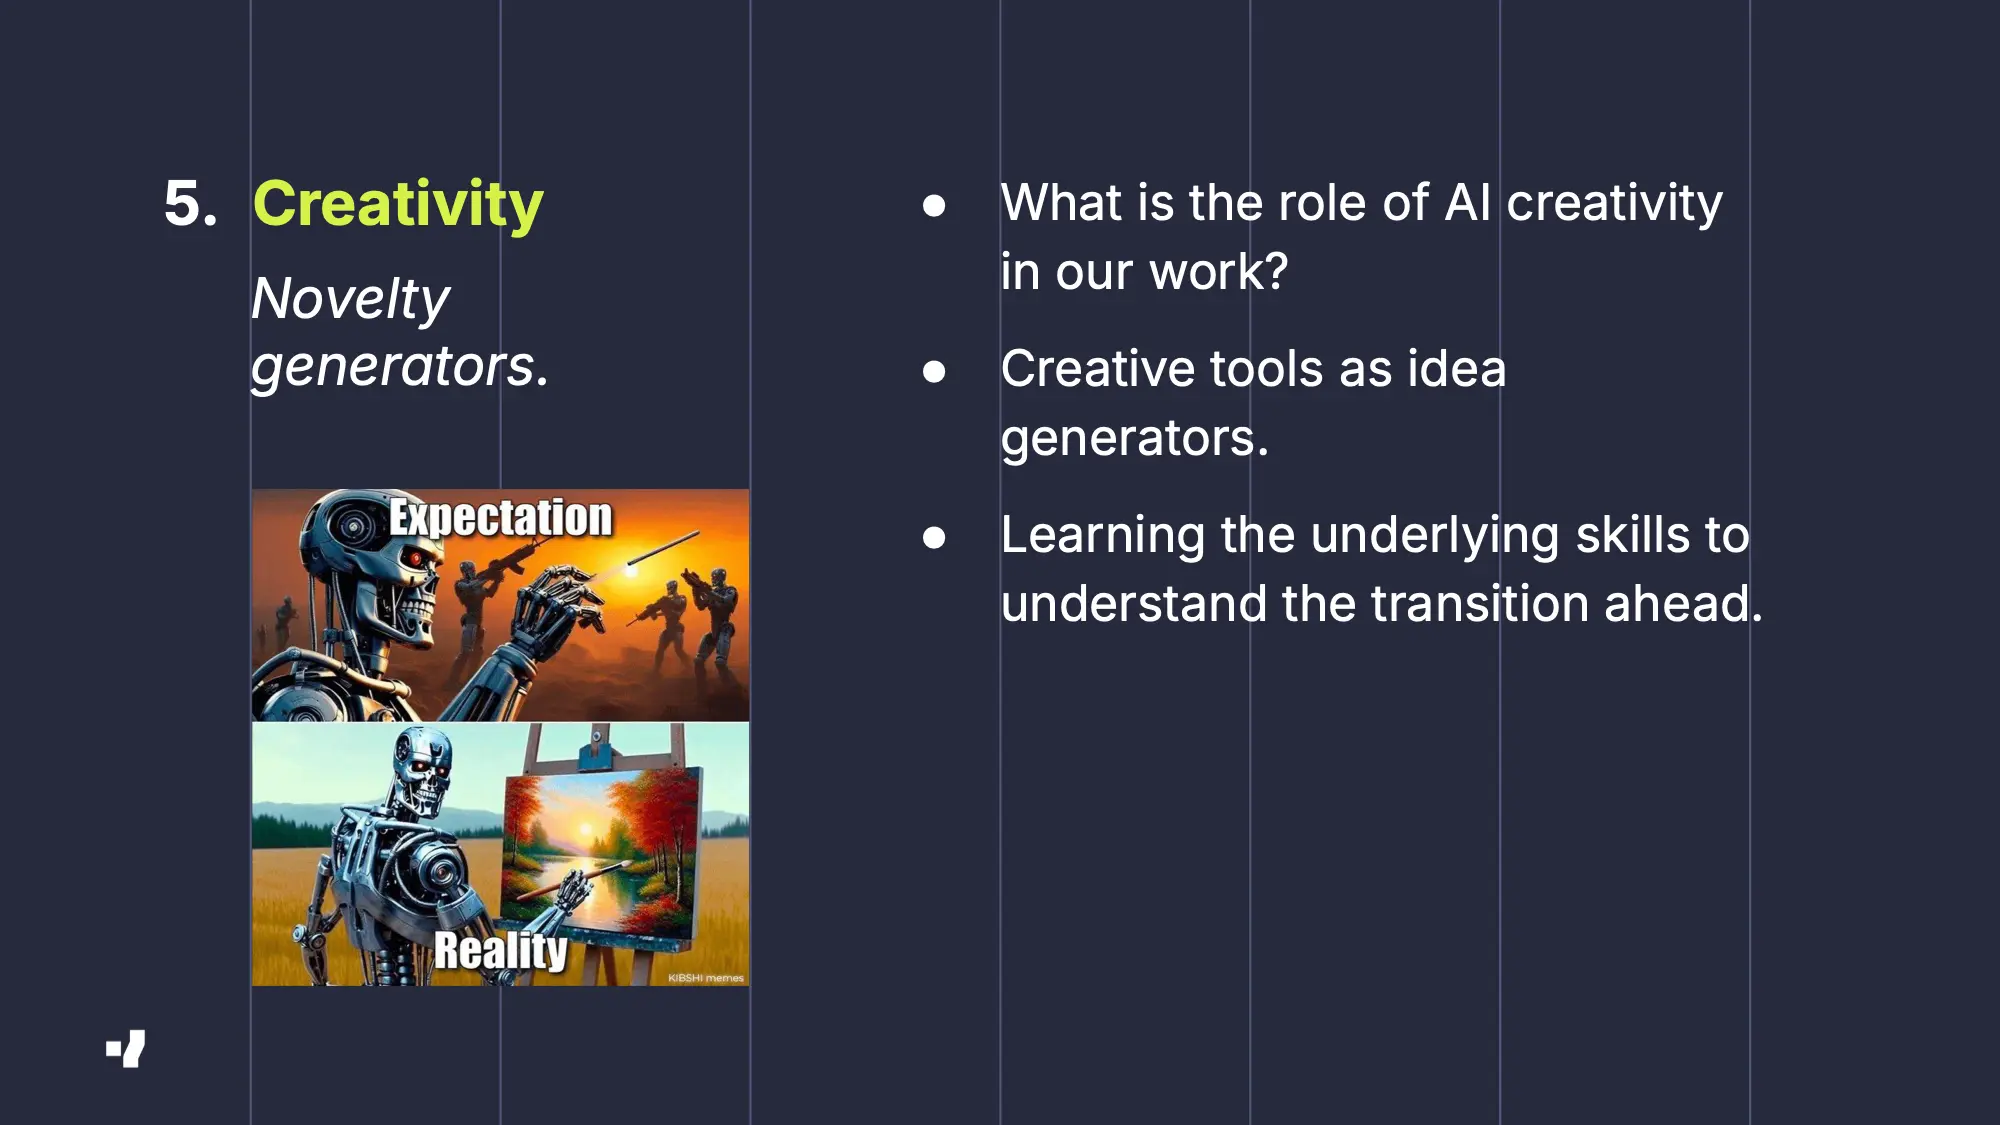 5. Creativity
Novelty
generators.
Expectation
Reality
KIBSHI memes
● What is the role of AI creativity
in our work?
● Creative tools as idea
generators.
● Learning the underlying skills to
understand the transition ahead.